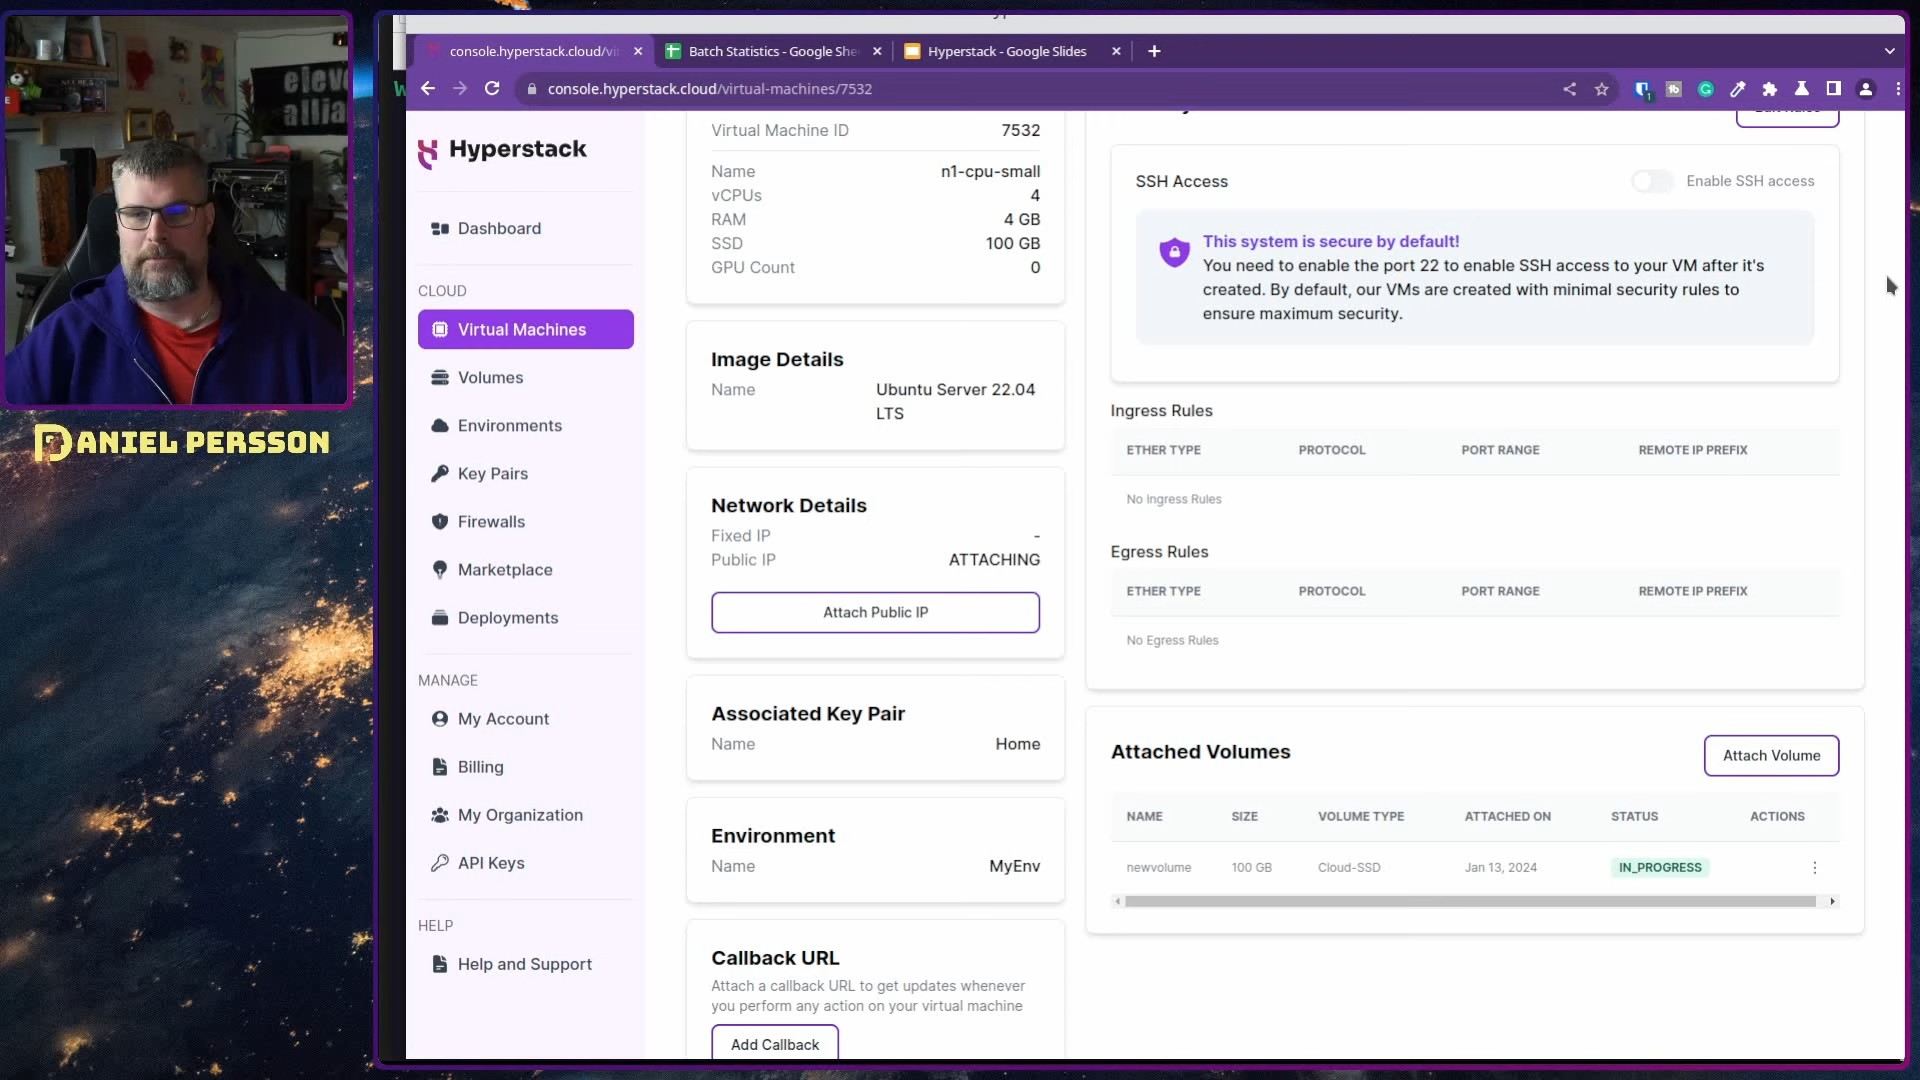 console.hyperstack.cloud/vi
Batch Statistics - Google She
Hyperstack - Google Slides
console.hyperstack.cloud/virtual-machines/7532
Hyperstack
Dashboard
CLOUD
Virtual Machines
Volumes
Environments
Key Pairs
Firewalls
Marketplace
Deployments
MANAGE
My Account
Billing
My Organization
API Keys
HELP
Help and Support
Virtual Machine ID 7532
Name n1-cpu-small
vCPUs 4
RAM 4 GB
SSD 100 GB
GPU Count 0
Image Details
Name Ubuntu Server 22.04
LTS
Network Details
Fixed IP -
Public IP ATTACHING
Attach Public IP
Associated Key Pair
Name Home
Environment
Name MyEnv
Callback URL
Attach a callback URL to get updates whenever
you perform any action on your virtual machine
Add Callback
SSH Access Enable SSH access
This system is secure by default!
You need to enable the port 22 to enable SSH access to your VM after it's
created. By default, our VMs are created with minimal security rules to
ensure maximum security.
Ingress Rules
ETHER TYPE PROTOCOL PORT RANGE REMOTE IP PREFIX
No Ingress Rules
Egress Rules
ETHER TYPE PROTOCOL PORT RANGE REMOTE IP PREFIX
No Egress Rules
Attached Volumes
Attach Volume
NAME SIZE VOLUME TYPE ATTACHED ON STATUS ACTIONS
newvolume 100 GB Cloud-SSD Jan 13, 2024 IN_PROGRESS
DANIEL PERSSON
eleve
allia